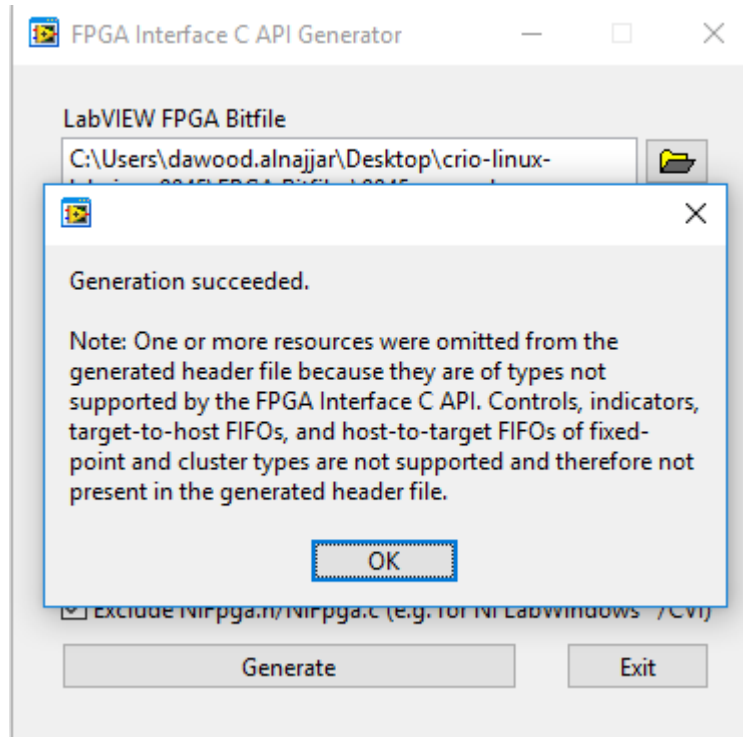 FPGA Interface C API Generator
LabVIEW FPGA Bitfile
C:\Users\dawood.alnajjar\Desktop\crio-linux-
Generation succeeded.
Note: One or more resources were omitted from the
generated header file because they are of types not
supported by the FPGA Interface C API. Controls, indicators,
target-to-host FIFOs, and host-to-target FIFOs of fixed-
point and cluster types are not supported and therefore not
present in the generated header file.
OK
Exclude NiFpga.h/NiFpga.c (e.g. for NI LabWindows /CVI)
Generate
Exit